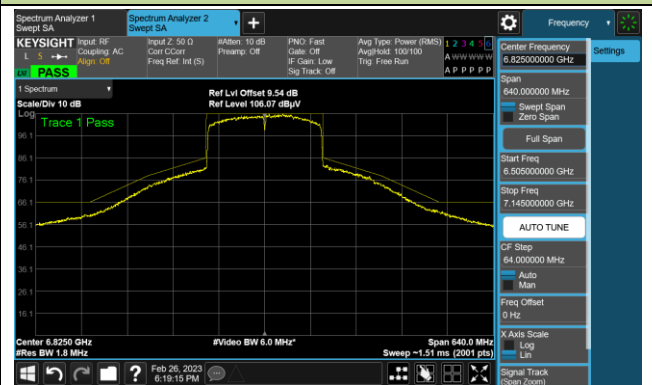 Spectrum Analyzer 1
Swept SA
Spectrum Analyzer 2
Swept SA
Frequency
KEYSIGHT
Input: RF
Coupling: AC
Align: Off
Input Z: 50 Ω
Corr CCorr
Freq Ref: Int (S)
#Atten: 10 dB
Preamp: Off
PNO: Fast
Gate: Off
IF Gain: Low
Sig Track: Off
Avg Type: Power (RMS)
Avg|Hold: 100/100
Trig: Free Run
1 2 3 4 5 6
A W W W W W
A P P P P P
L S
LXI PASS
1 Spectrum
Scale/Div 10 dB
Ref Lvl Offset 9.54 dB
Ref Level 106.07 dBµV
Log
Trace 1 Pass
96.1
86.1
76.1
66.1
56.1
46.1
36.1
26.1
16.1
Center 6.8250 GHz
#Res BW 1.8 MHz
#Video BW 6.0 MHz*
Span 640.0 MHz
Sweep ~1.51 ms (2001 pts)
Feb 26, 2023
6:19:15 PM
Center Frequency
6.825000000 GHz
Settings
Span
640.000000 MHz
Swept Span
Zero Span
Full Span
Start Freq
6.505000000 GHz
Stop Freq
7.145000000 GHz
AUTO TUNE
CF Step
64.000000 MHz
Auto
Man
Freq Offset
0 Hz
X Axis Scale
Log
Lin
Signal Track
(Span Zoom)